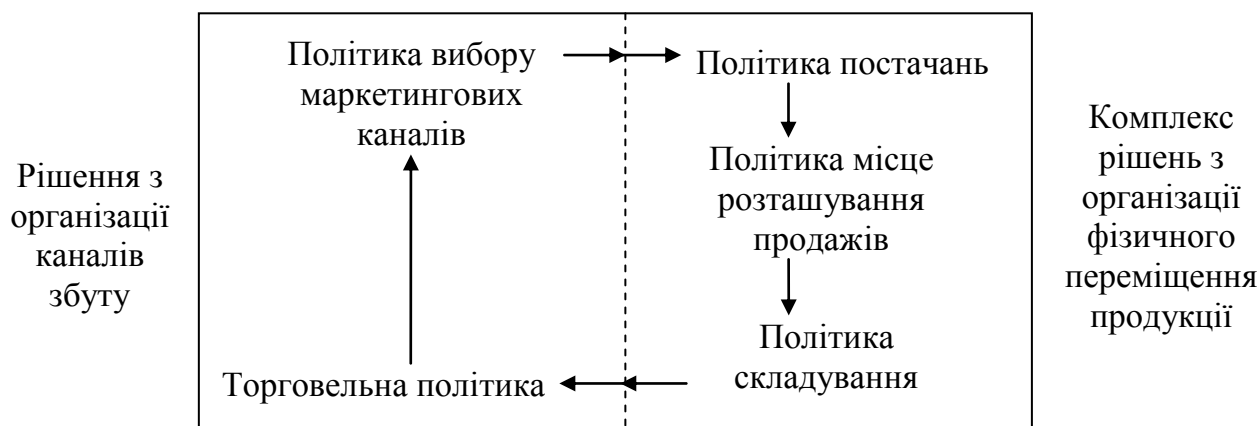 Рішення з
організації
каналів
збуту
Політика вибору
маркетингових
каналів
Торговельна політика
Політика постачань
Політика місце
розташування
продажів
Політика
складування
Комплекс
рішень з
організації
фізичного
переміщення
продукції